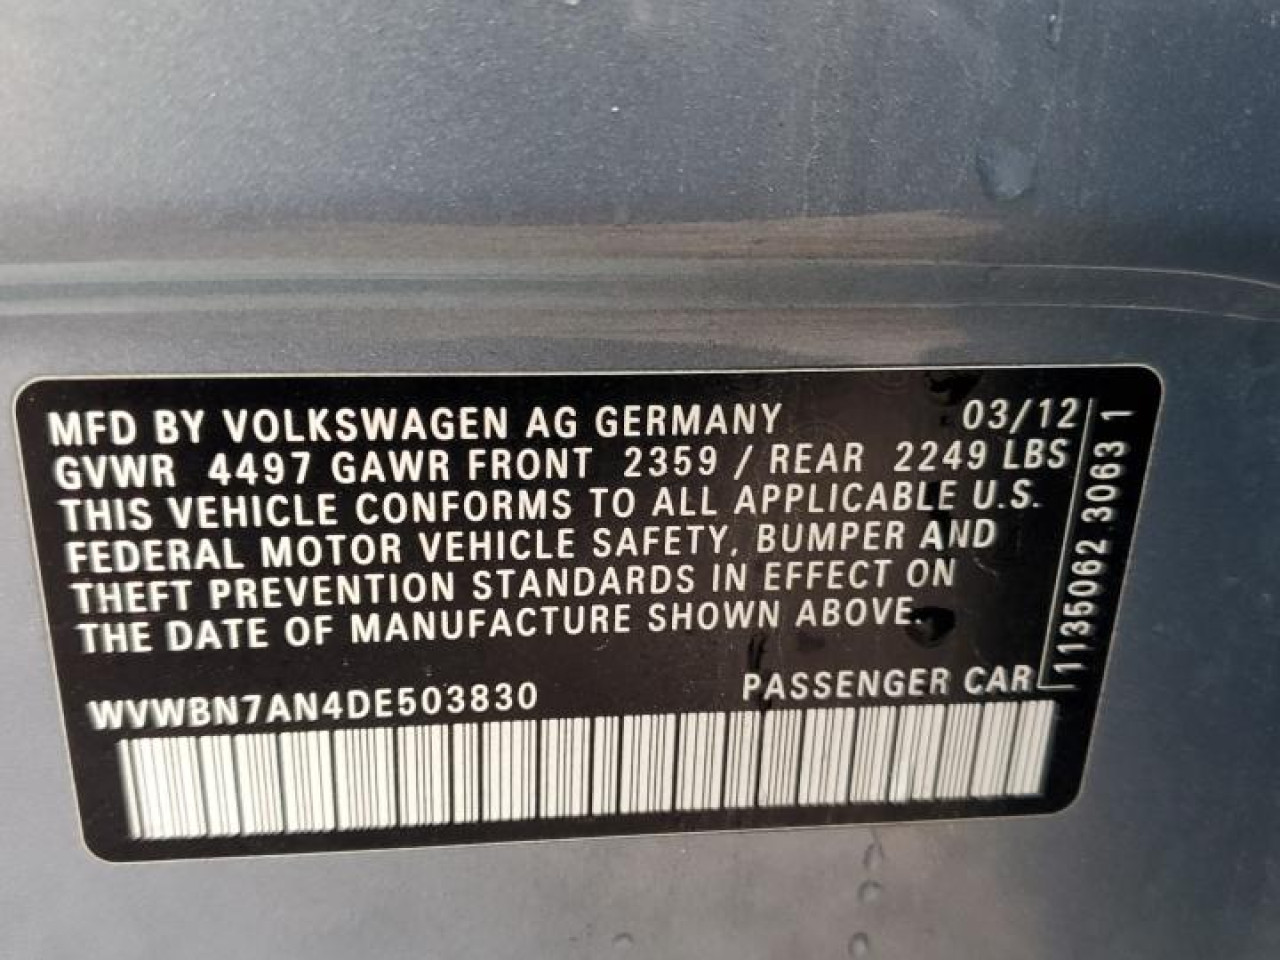 MFD BY VOLKSWAGEN AG GERMANY 03/12
GVWR 4497 GAWR FRONT 2359 / REAR 2249 LBS
THIS VEHICLE CONFORMS TO ALL APPLICABLE U.S.
FEDERAL MOTOR VEHICLE SAFETY, BUMPER AND
THEFT PREVENTION STANDARDS IN EFFECT ON
THE DATE OF MANUFACTURE SHOWN ABOVE.
WVWBN7AN4DE503830 PASSENGER CAR
1135062.3063 1